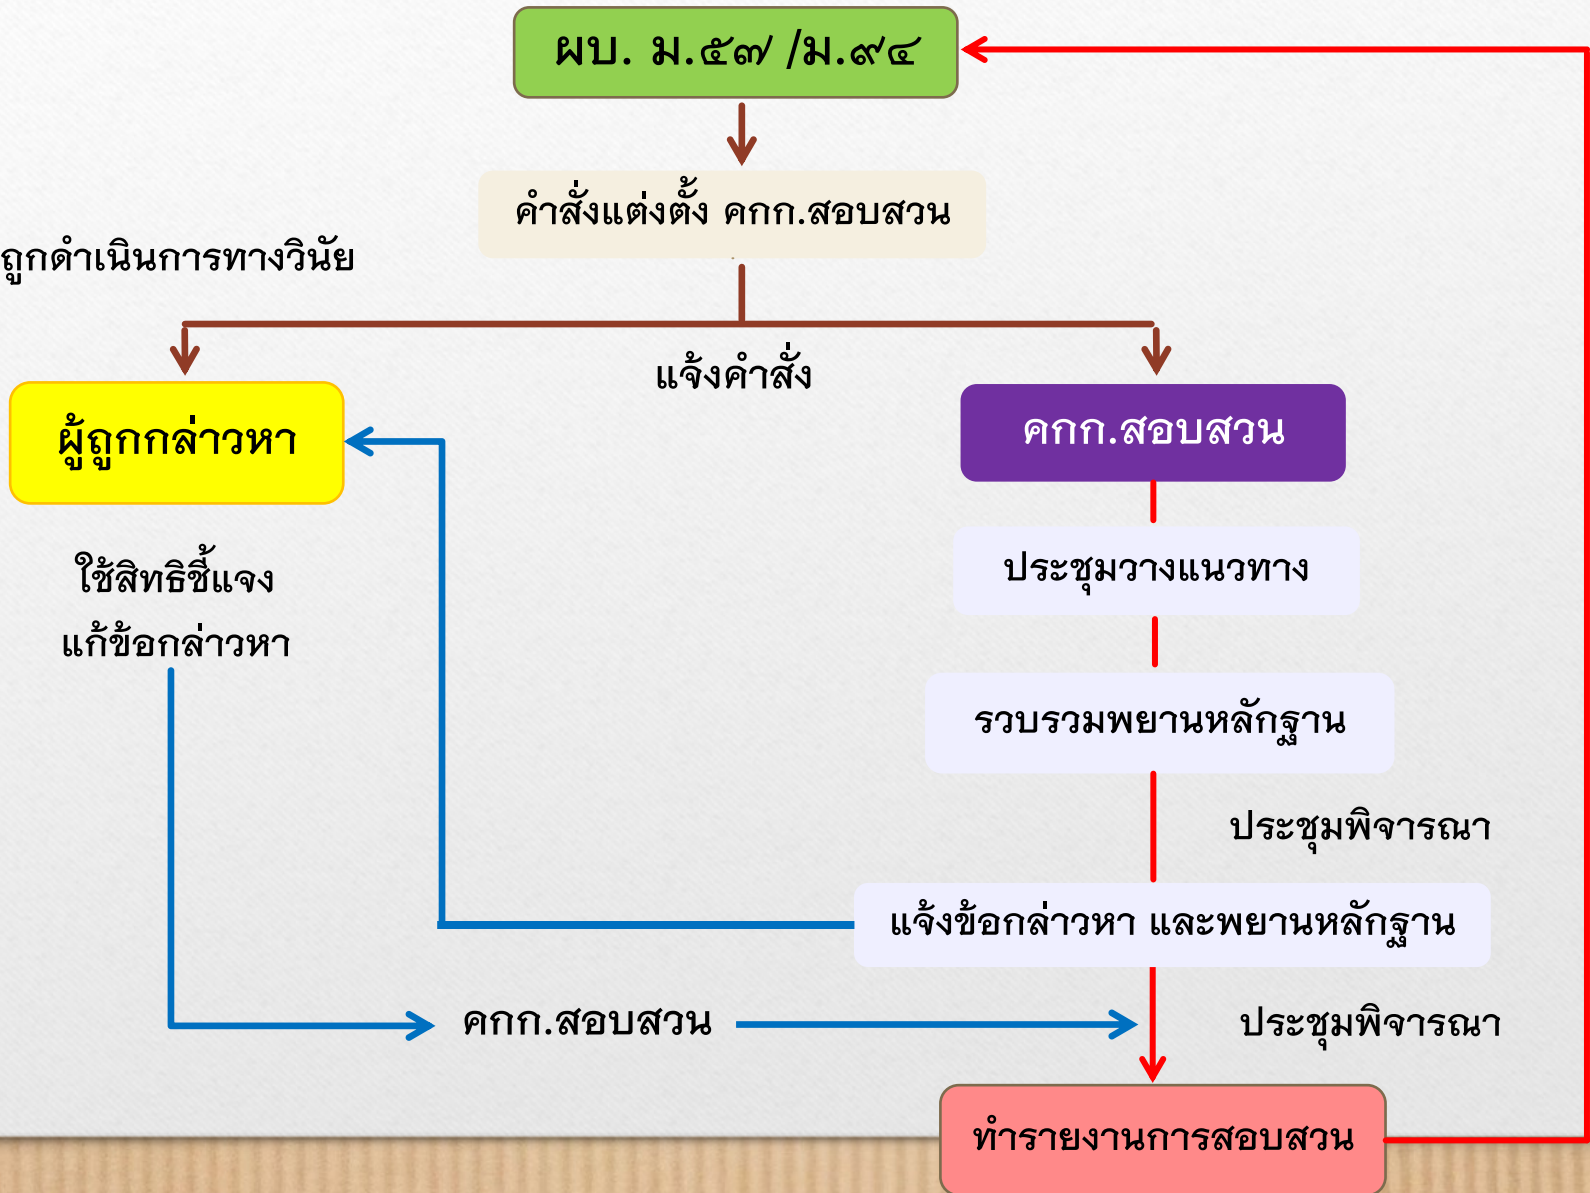 ผบ. ม.๕๗ /ม.๙๔
คำสั่งแต่งตั้ง คกก.สอบสวน
ถูกดำเนินการทางวินัย
แจ้งคำสั่ง
ผู้ถูกกล่าวหา
คกก.สอบสวน
ใช้สิทธิชี้แจง
แก้ข้อกล่าวหา
ประชุมวางแนวทาง
รวบรวมพยานหลักฐาน
ประชุมพิจารณา
แจ้งข้อกล่าวหา และพยานหลักฐาน
คกก.สอบสวน
ประชุมพิจารณา
ทำรายงานการสอบสวน